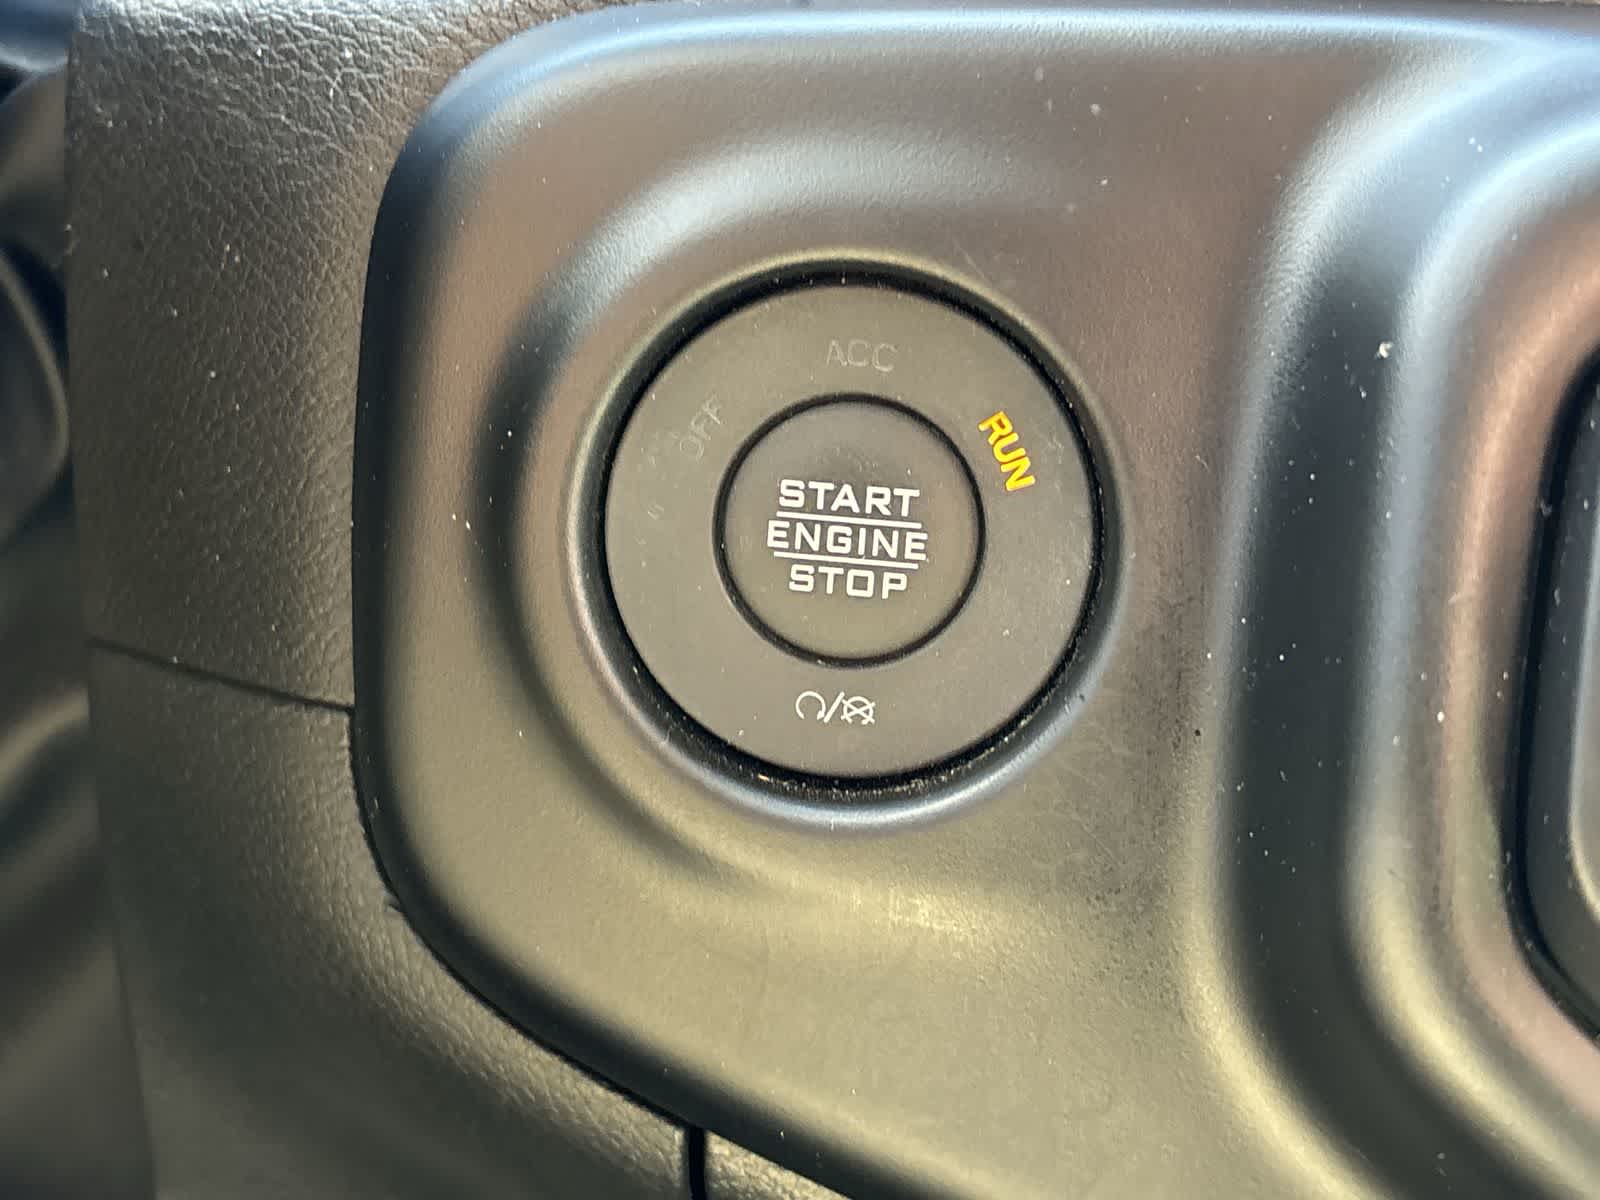 ACC
OFF
RUN
START
ENGINE
STOP